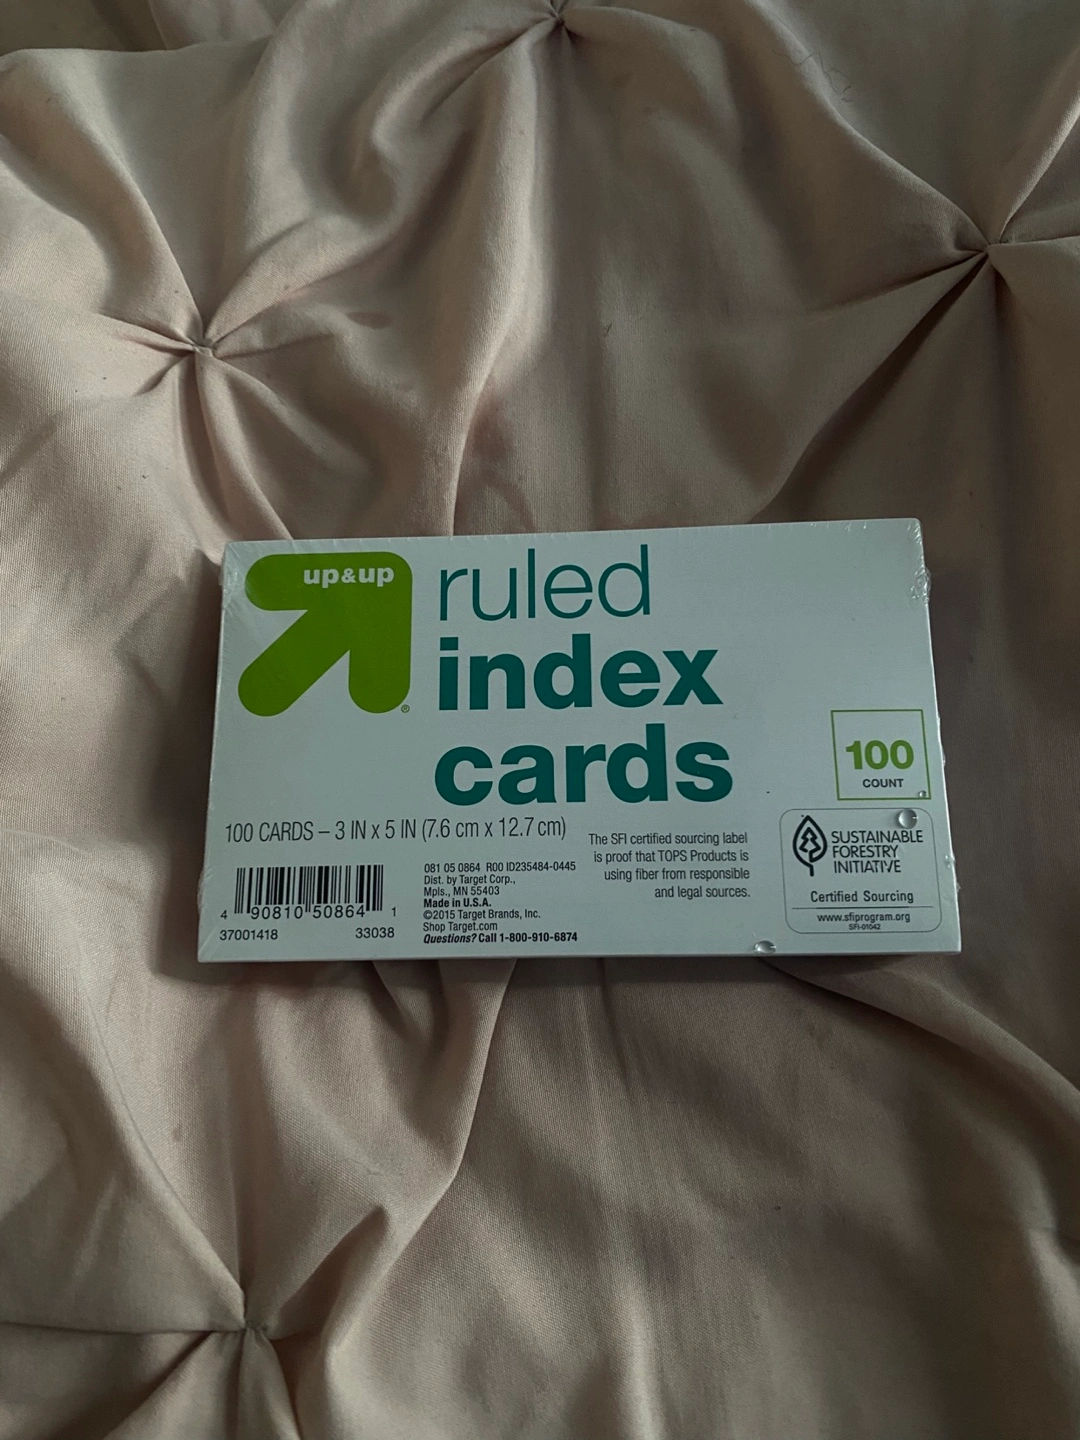 up&up
®
ruled
index
cards
100
COUNT
100 CARDS – 3 IN x 5 IN (7.6 cm x 12.7 cm)
4 90810 50864 1
37001418 33038
081 05 0864 R00 ID235484-0445
Dist. by Target Corp.,
Mpls., MN 55403
Made in U.S.A.
©2015 Target Brands, Inc.
Shop Target.com
Questions? Call 1-800-910-6874
The SFI certified sourcing label
is proof that TOPS Products is
using fiber from responsible
and legal sources.
SUSTAINABLE
FORESTRY
INITIATIVE
Certified Sourcing
www.sfiprogram.org
SFI-01042